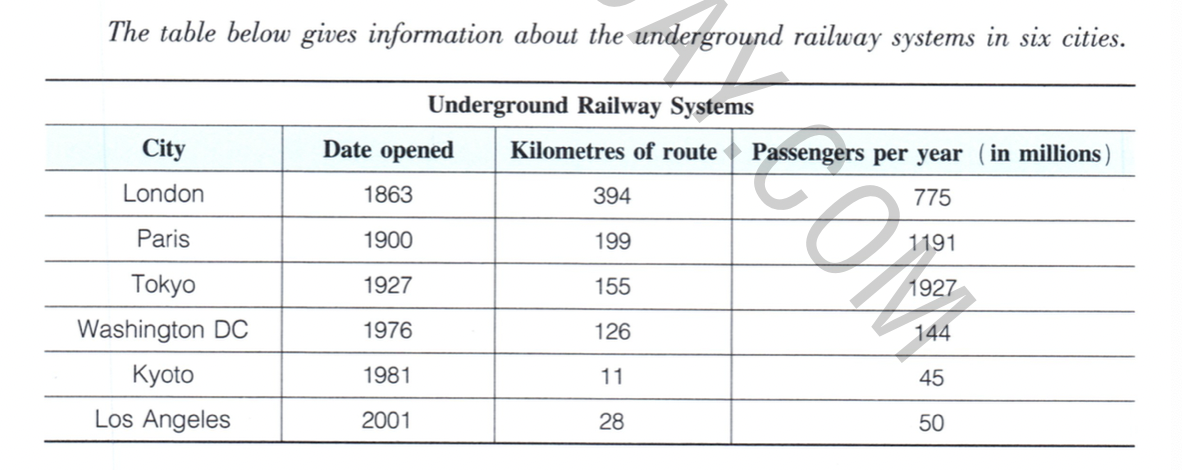 The table below gives information about the underground railway systems in six cities.
Underground Railway Systems
City Date opened Kilometres of route Passengers per year (in millions)
London 1863 394 775
Paris 1900 199 1191
Tokyo 1927 155 1927
Washington DC 1976 126 144
Kyoto 1981 11 45
Los Angeles 2001 28 50
AY.COM